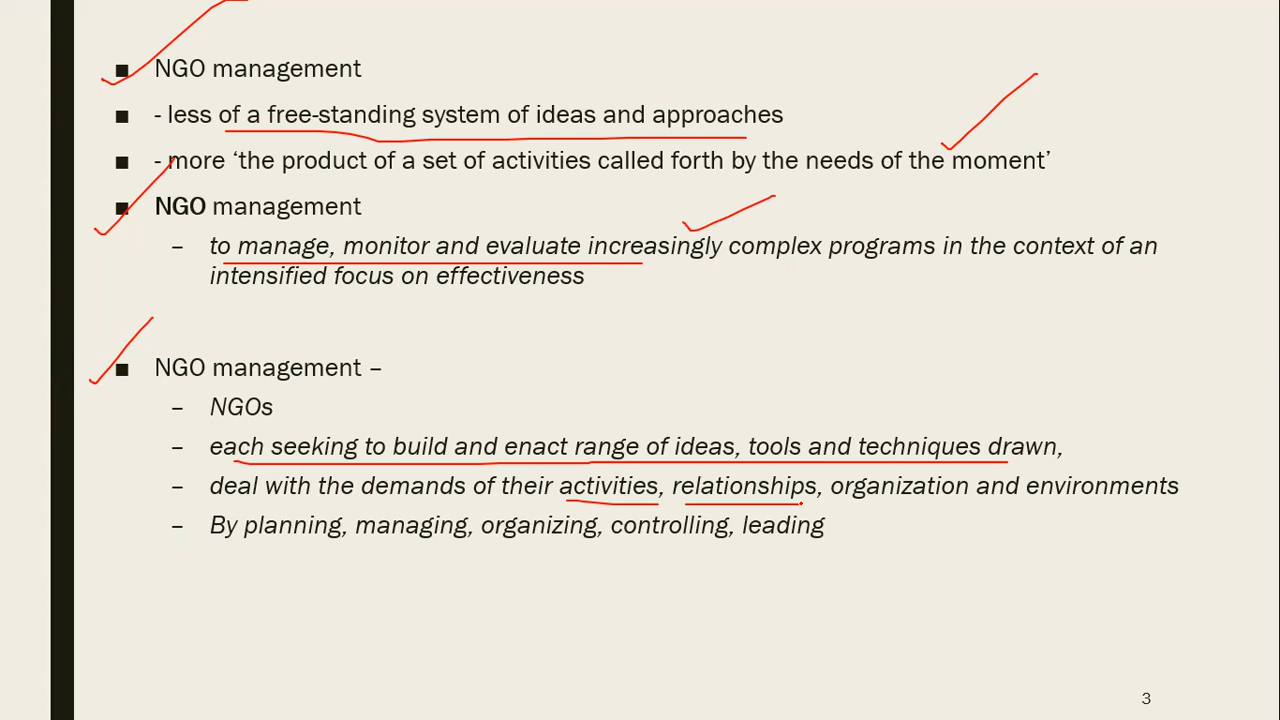 ■ NGO management
■ - less of a free-standing system of ideas and approaches
■ - more ‘the product of a set of activities called forth by the needs of the moment’
■ NGO management
– to manage, monitor and evaluate increasingly complex programs in the context of an
intensified focus on effectiveness
■ NGO management –
– NGOs
– each seeking to build and enact range of ideas, tools and techniques drawn,
– deal with the demands of their activities, relationships, organization and environments
– By planning, managing, organizing, controlling, leading
3